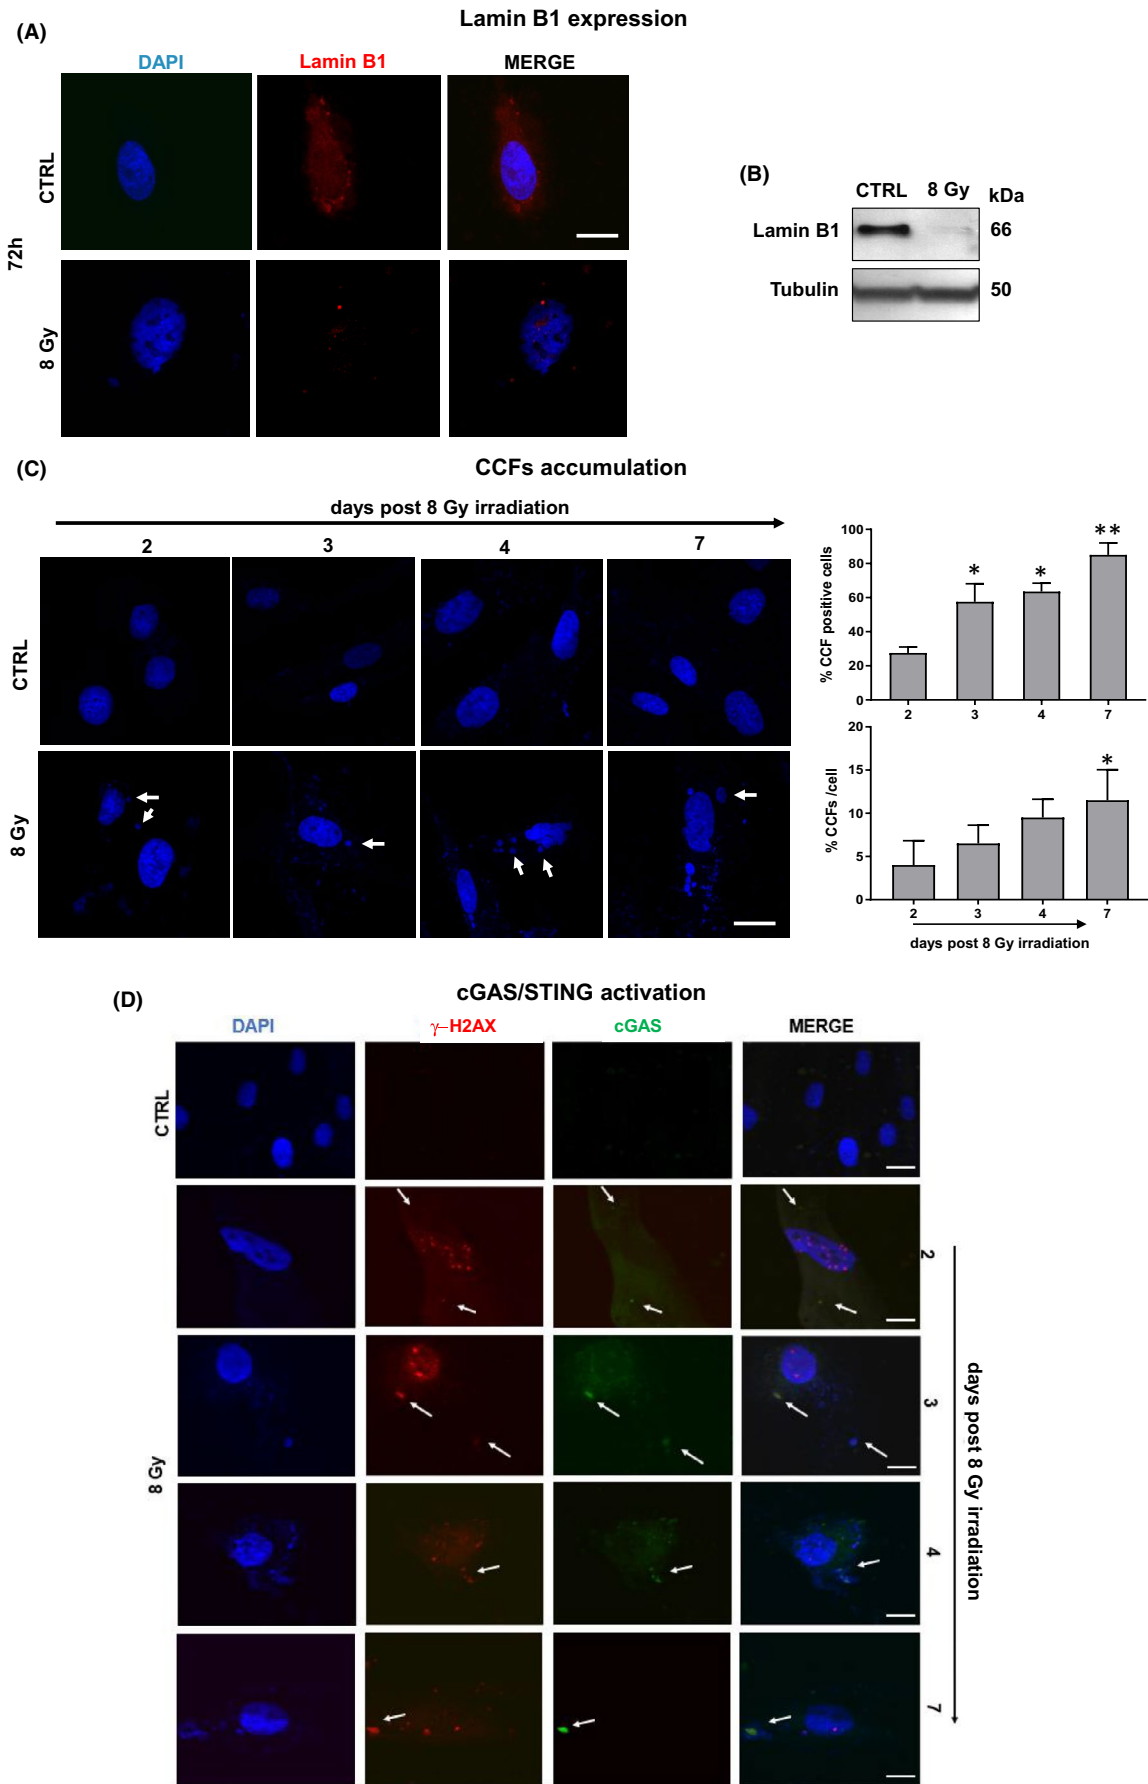 Lamin B1 expression
(A)
DAPI Lamin B1 MERGE
CTRL
72h
8 Gy
(B)
CTRL 8 Gy kDa
Lamin B1 66
Tubulin 50
(C)
CCFs accumulation
days post 8 Gy irradiation
2 3 4 7
CTRL
8 Gy
% CCF positive cells
100
80
60
40
20
0
* * **
2 3 4 7
% CCFs /cell
20
15
10
5
0
*
2 3 4 7
days post 8 Gy irradiation
(D)
cGAS/STING activation
DAPI γ–H2AX cGAS MERGE
CTRL
8 Gy
2
3
4
7
days post 8 Gy irradiation